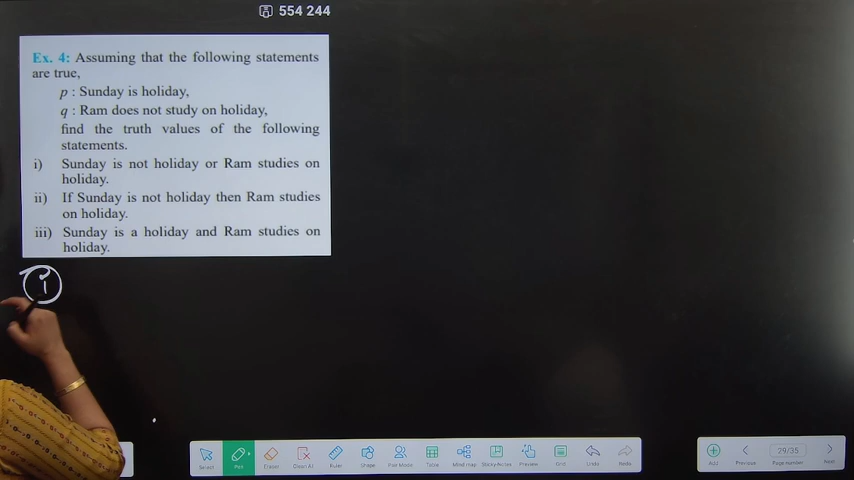 554 244
Ex. 4: Assuming that the following statements
are true,
p : Sunday is holiday,
q : Ram does not study on holiday,
find the truth values of the following
statements.
i) Sunday is not holiday or Ram studies on
holiday.
ii) If Sunday is not holiday then Ram studies
on holiday.
iii) Sunday is a holiday and Ram studies on
holiday.
i
Select Pen Eraser Clean All Ruler Shape Pair Mode Table Mind map Sticky Notes Preview Grid Undo Redo
Add Previous 29/35 Page number Next